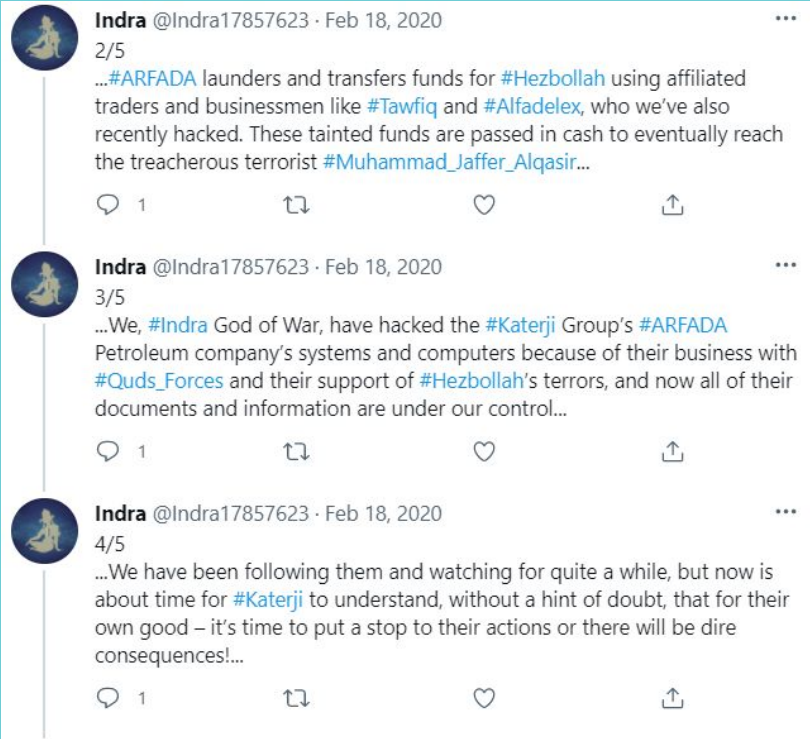 Indra @Indra17857623 · Feb 18, 2020
2/5
...#ARFADA launders and transfers funds for #Hezbollah using affiliated
traders and businessmen like #Tawfiq and #Alfadelex, who we've also
recently hacked. These tainted funds are passed in cash to eventually reach
the treacherous terrorist #Muhammad_Jaffer_Alqasir...
1
Indra @Indra17857623 · Feb 18, 2020
3/5
...We, #Indra God of War, have hacked the #Katerji Group's #ARFADA
Petroleum company's systems and computers because of their business with
#Quds_Forces and their support of #Hezbollah's terrors, and now all of their
documents and information are under our control...
1
Indra @Indra17857623 · Feb 18, 2020
4/5
...We have been following them and watching for quite a while, but now is
about time for #Katerji to understand, without a hint of doubt, that for their
own good – it's time to put a stop to their actions or there will be dire
consequences!...
1